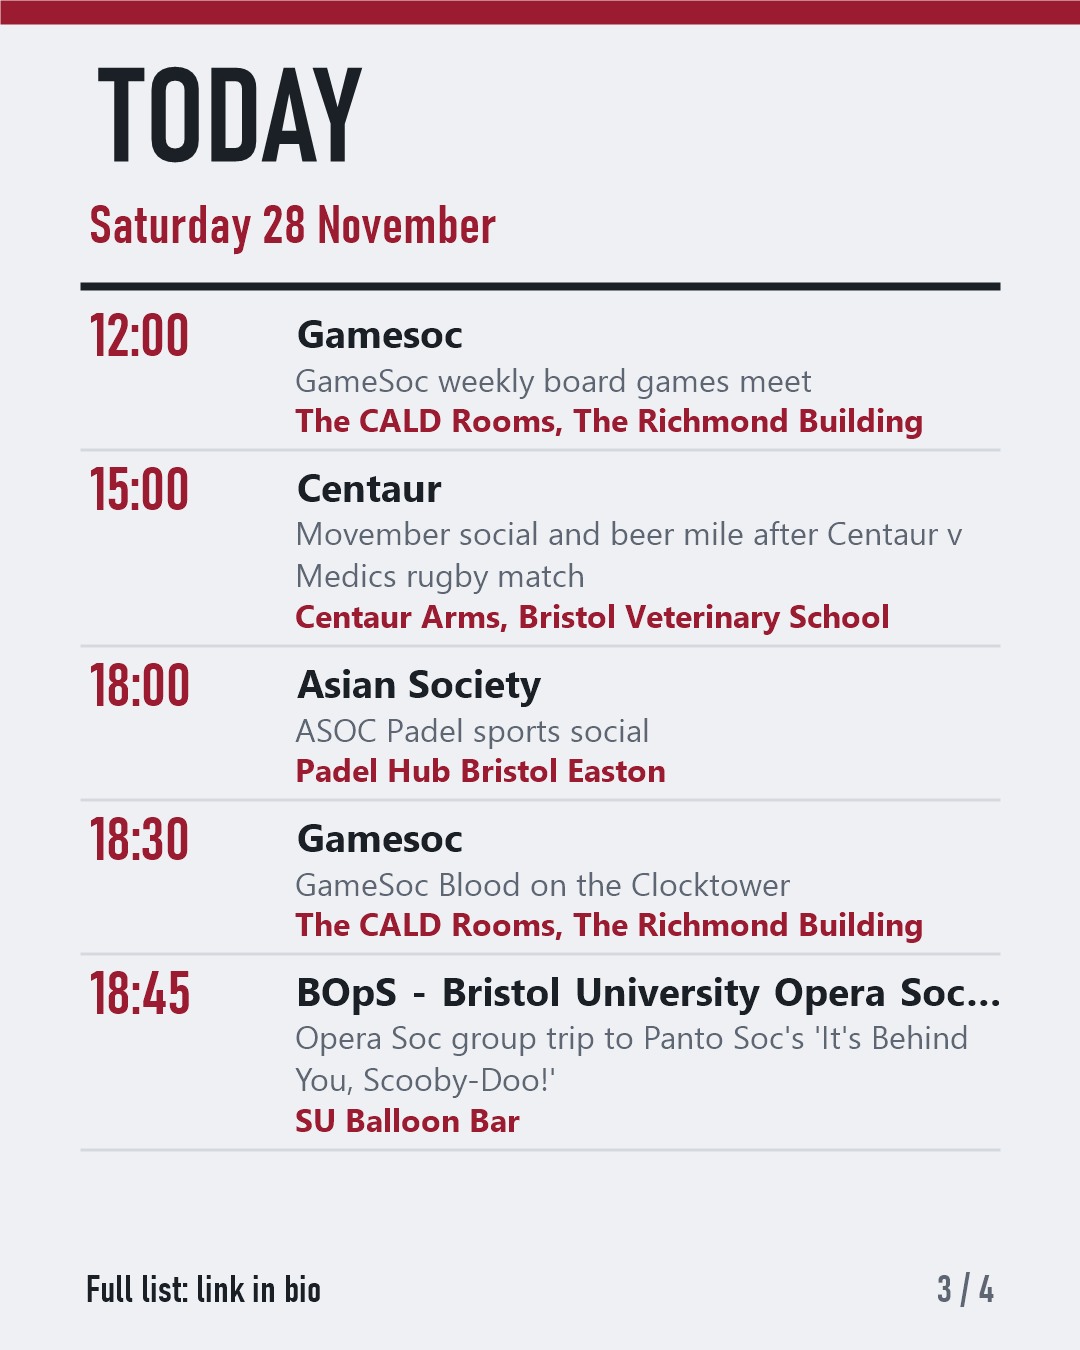 TODAY
Saturday 28 November
12:00
Gamesoc
GameSoc weekly board games meet
The CALD Rooms, The Richmond Building
15:00
Centaur
Movember social and beer mile after Centaur v
Medics rugby match
Centaur Arms, Bristol Veterinary School
18:00
Asian Society
ASOC Padel sports social
Padel Hub Bristol Easton
18:30
Gamesoc
GameSoc Blood on the Clocktower
The CALD Rooms, The Richmond Building
18:45
BOpS - Bristol University Opera Soc...
Opera Soc group trip to Panto Soc's 'It's Behind
You, Scooby-Doo!'
SU Balloon Bar
Full list: link in bio
3 / 4